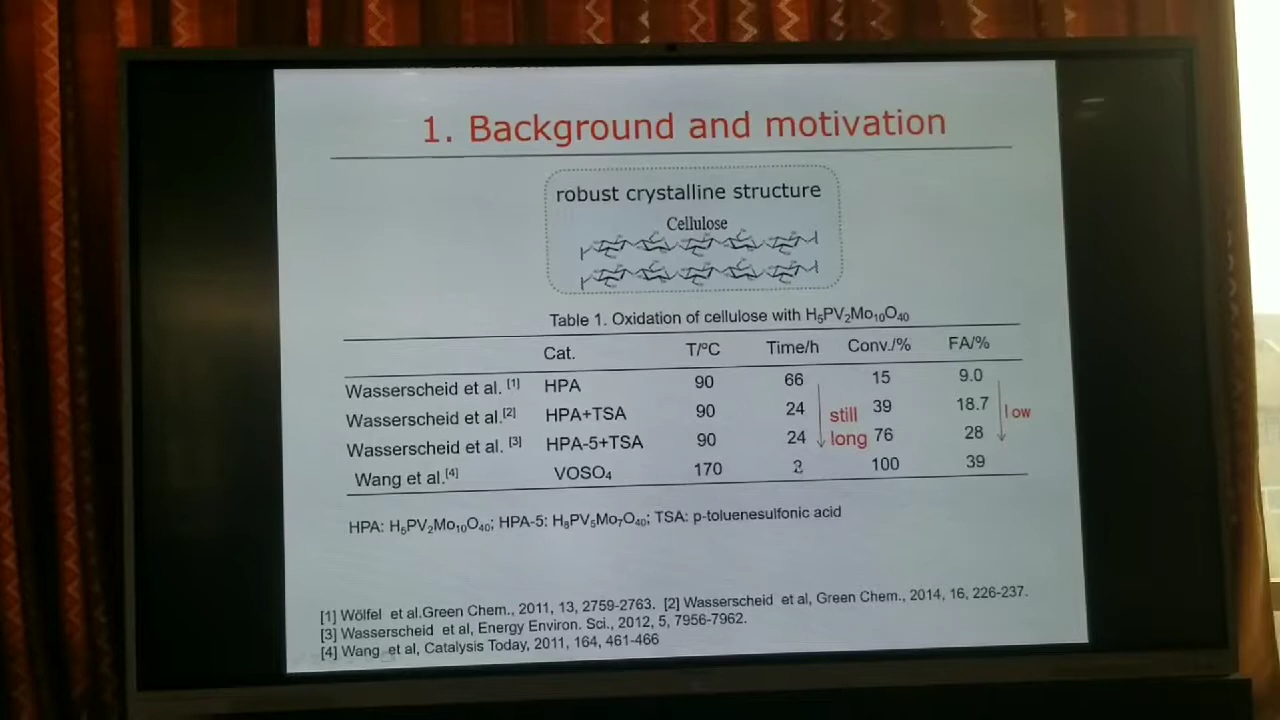 1. Background and motivation
robust crystalline structure
Cellulose
Table 1. Oxidation of cellulose with H₅PV₂Mo₁₀O₄₀
Cat. T/°C Time/h Conv./% FA/%
Wasserscheid et al. [1] HPA 90 66 15 9.0
Wasserscheid et al.[2] HPA+TSA 90 24 39 18.7
Wasserscheid et al. [3] HPA-5+TSA 90 24 76 28
Wang et al.[4] VOSO₄ 170 2 100 39
still
long
low
HPA: H₅PV₂Mo₁₀O₄₀; HPA-5: H₈PV₅Mo₇O₄₀; TSA: p-toluenesulfonic acid
[1] Wölfel et al.Green Chem., 2011, 13, 2759-2763. [2] Wasserscheid et al, Green Chem., 2014, 16, 226-237.
[3] Wasserscheid et al, Energy Environ. Sci., 2012, 5, 7956-7962.
[4] Wang et al, Catalysis Today, 2011, 164, 461-466